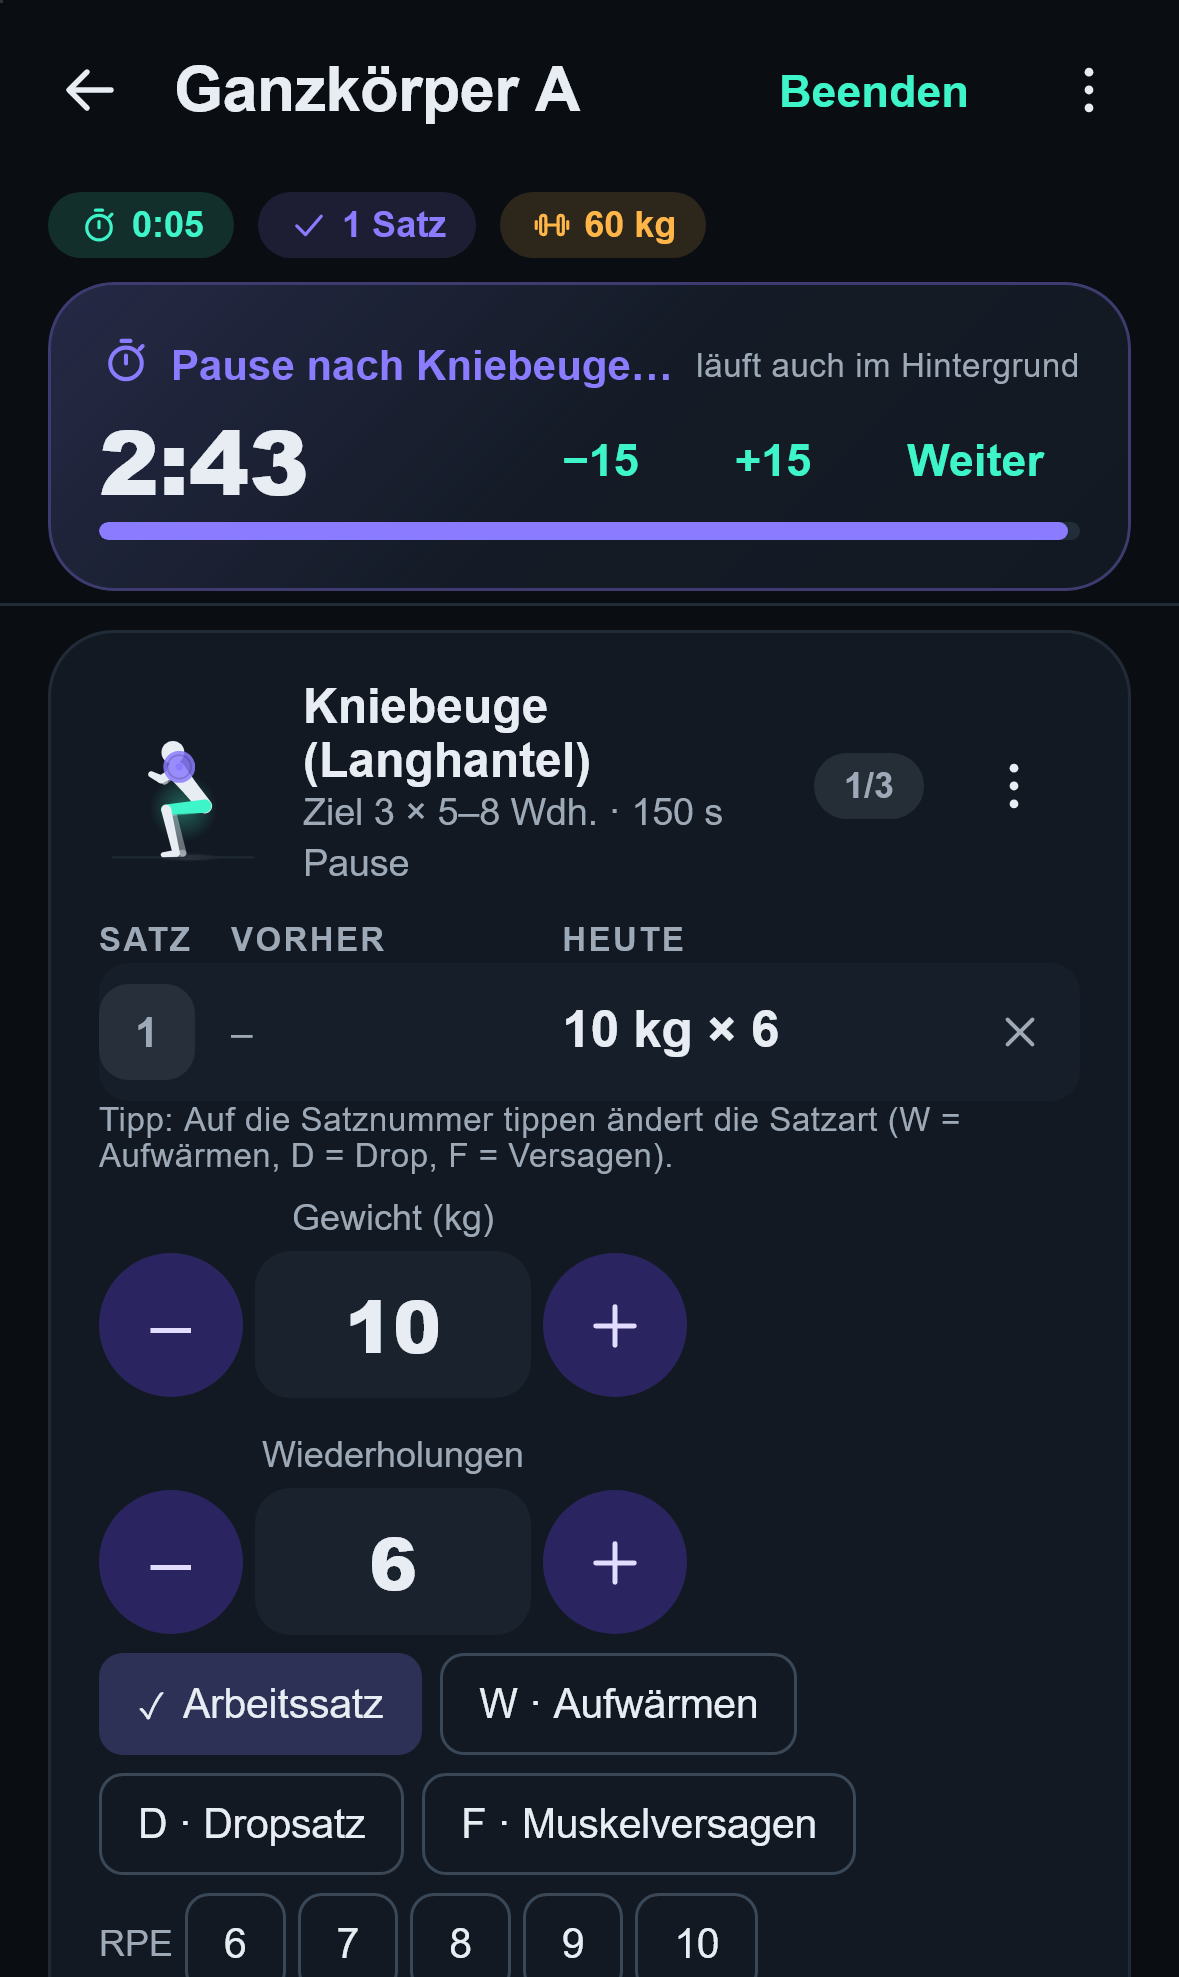 Ganzkörper A
Beenden
0:05
1 Satz
60 kg
Pause nach Kniebeuge…
läuft auch im Hintergrund
2:43
−15
+15
Weiter
Kniebeuge
(Langhantel)
Ziel 3 × 5–8 Wdh. · 150 s
Pause
1/3
SATZ VORHER HEUTE
1 – 10 kg × 6
Tipp: Auf die Satznummer tippen ändert die Satzart (W =
Aufwärmen, D = Drop, F = Versagen).
Gewicht (kg)
10
Wiederholungen
6
✓ Arbeitssatz
W · Aufwärmen
D · Dropsatz
F · Muskelversagen
RPE 6 7 8 9 10